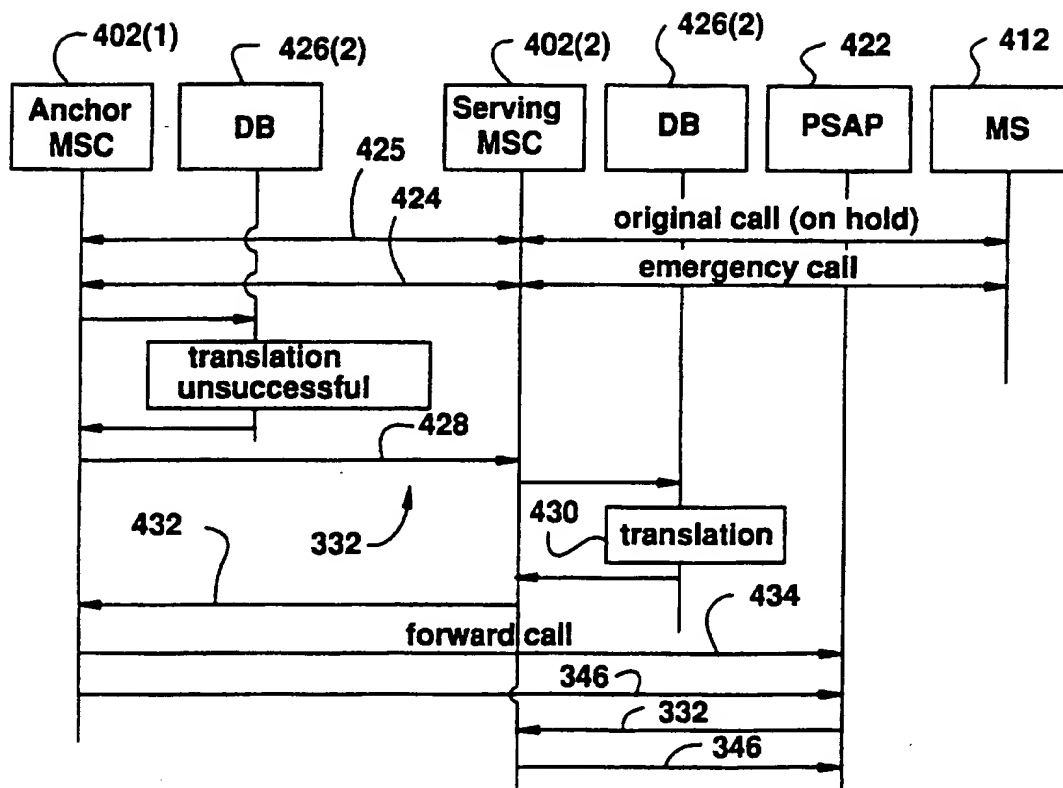 402(1)
426(2)
402(2)
426(2)
422
412
Anchor
MSC
DB
Serving
MSC
DB
PSAP
MS
425
424
original call (on hold)
emergency call
translation
unsuccessful
428
332
430
translation
432
434
forward call
346
332
346